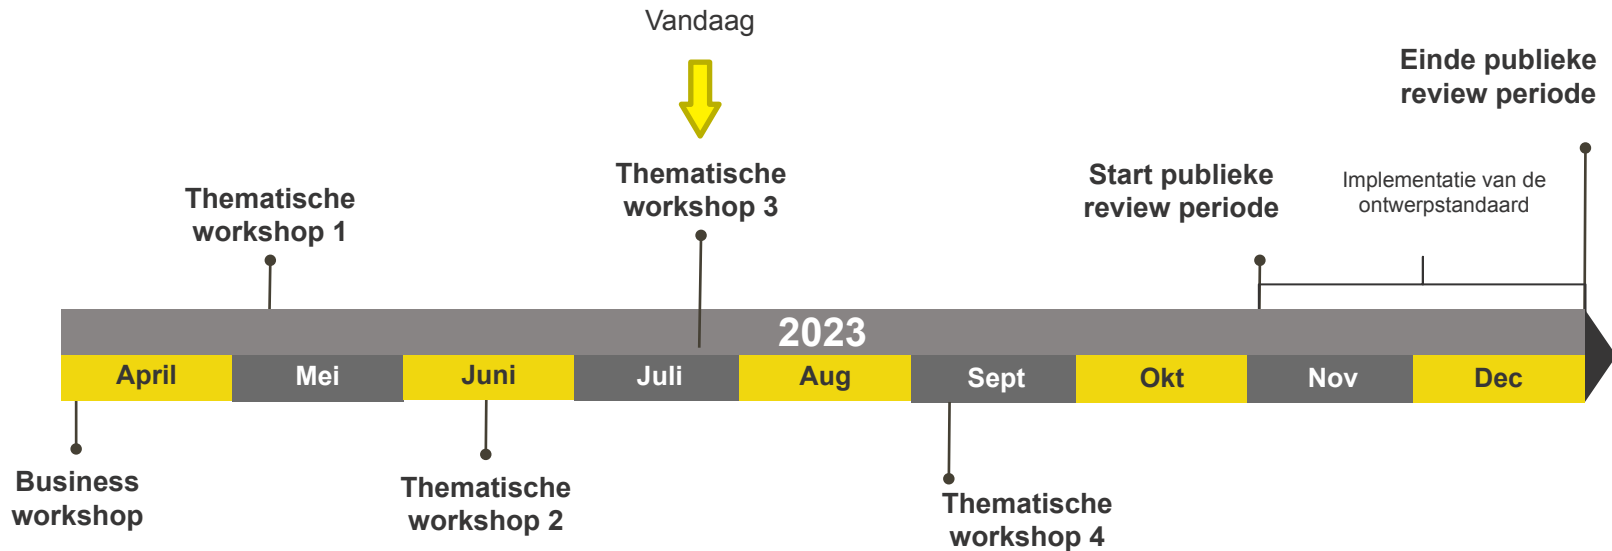 Vandaag
Einde publieke
review periode
Thematische
workshop 3
Start publieke
review periode
Implementatie van de
ontwerpstandaard
Thematische
workshop 1
2023
April
Mei
Juni
Juli
Aug
Sept
Okt
Nov
Dec
Business
workshop
Thematische
workshop 2
Thematische
workshop 4